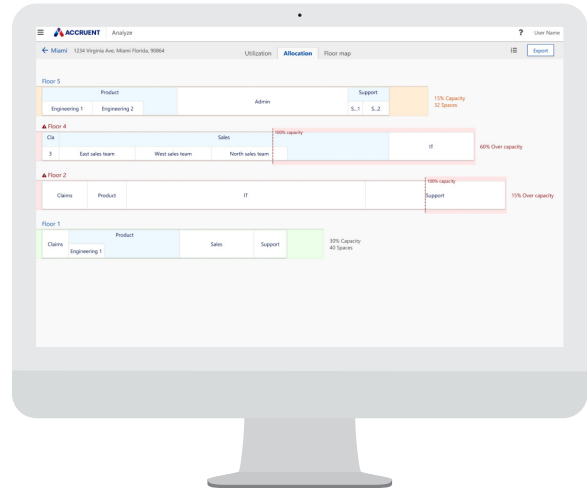 ACCRUENT Analyze ? User Name
← Miami 1234 Virginia Ave, Miami Florida, 90864 Utilization Allocation Floor map Export
Floor 5
Product Support
Admin
15% Capacity
Engineering 1 Engineering 2 S...1 S...2
32 Spaces
Floor 4
100% capacity
Cla Sales
IT 60% Over capacity
3 East sales team West sales team North sales team
Floor 2
100% capacity
Claims Product IT Support 15% Over capacity
Floor 1
Product
Claims Sales Support
30% Capacity
Engineering 1
40 Spaces